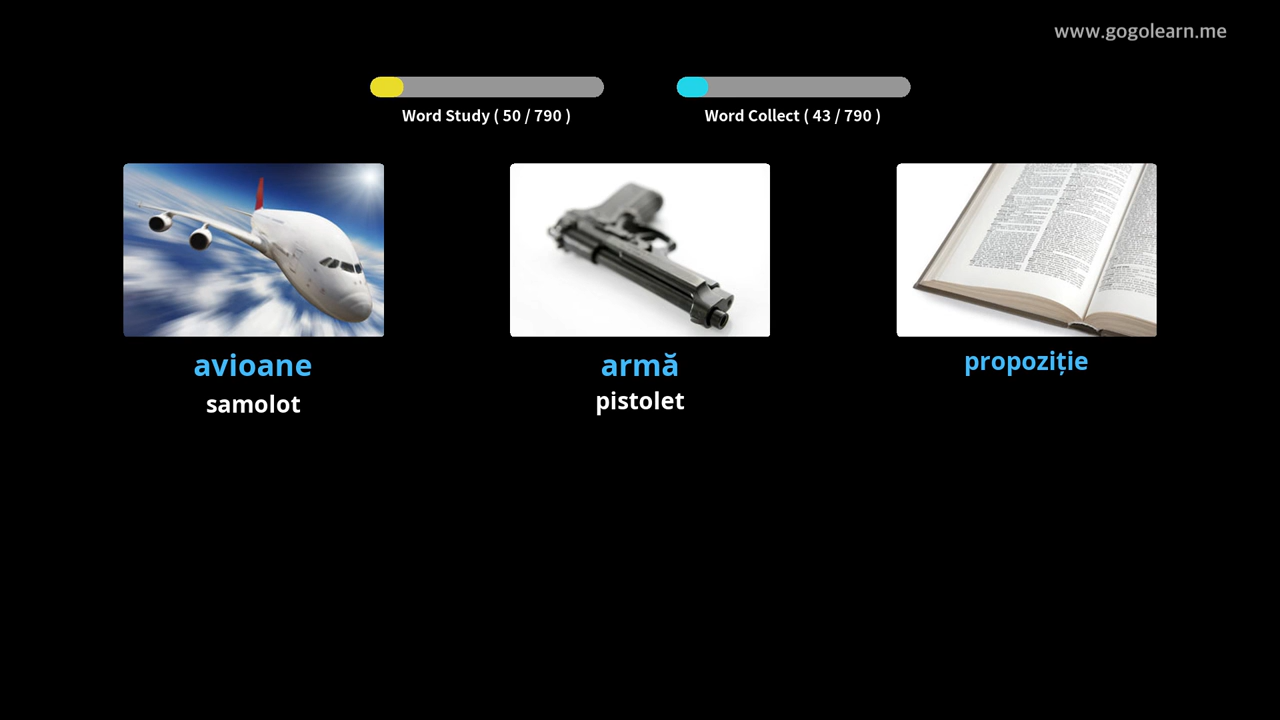 www.gogolearn.me
Word Study ( 50 / 790 )
Word Collect ( 43 / 790 )
avioane
armă
propoziție
samolot
pistolet